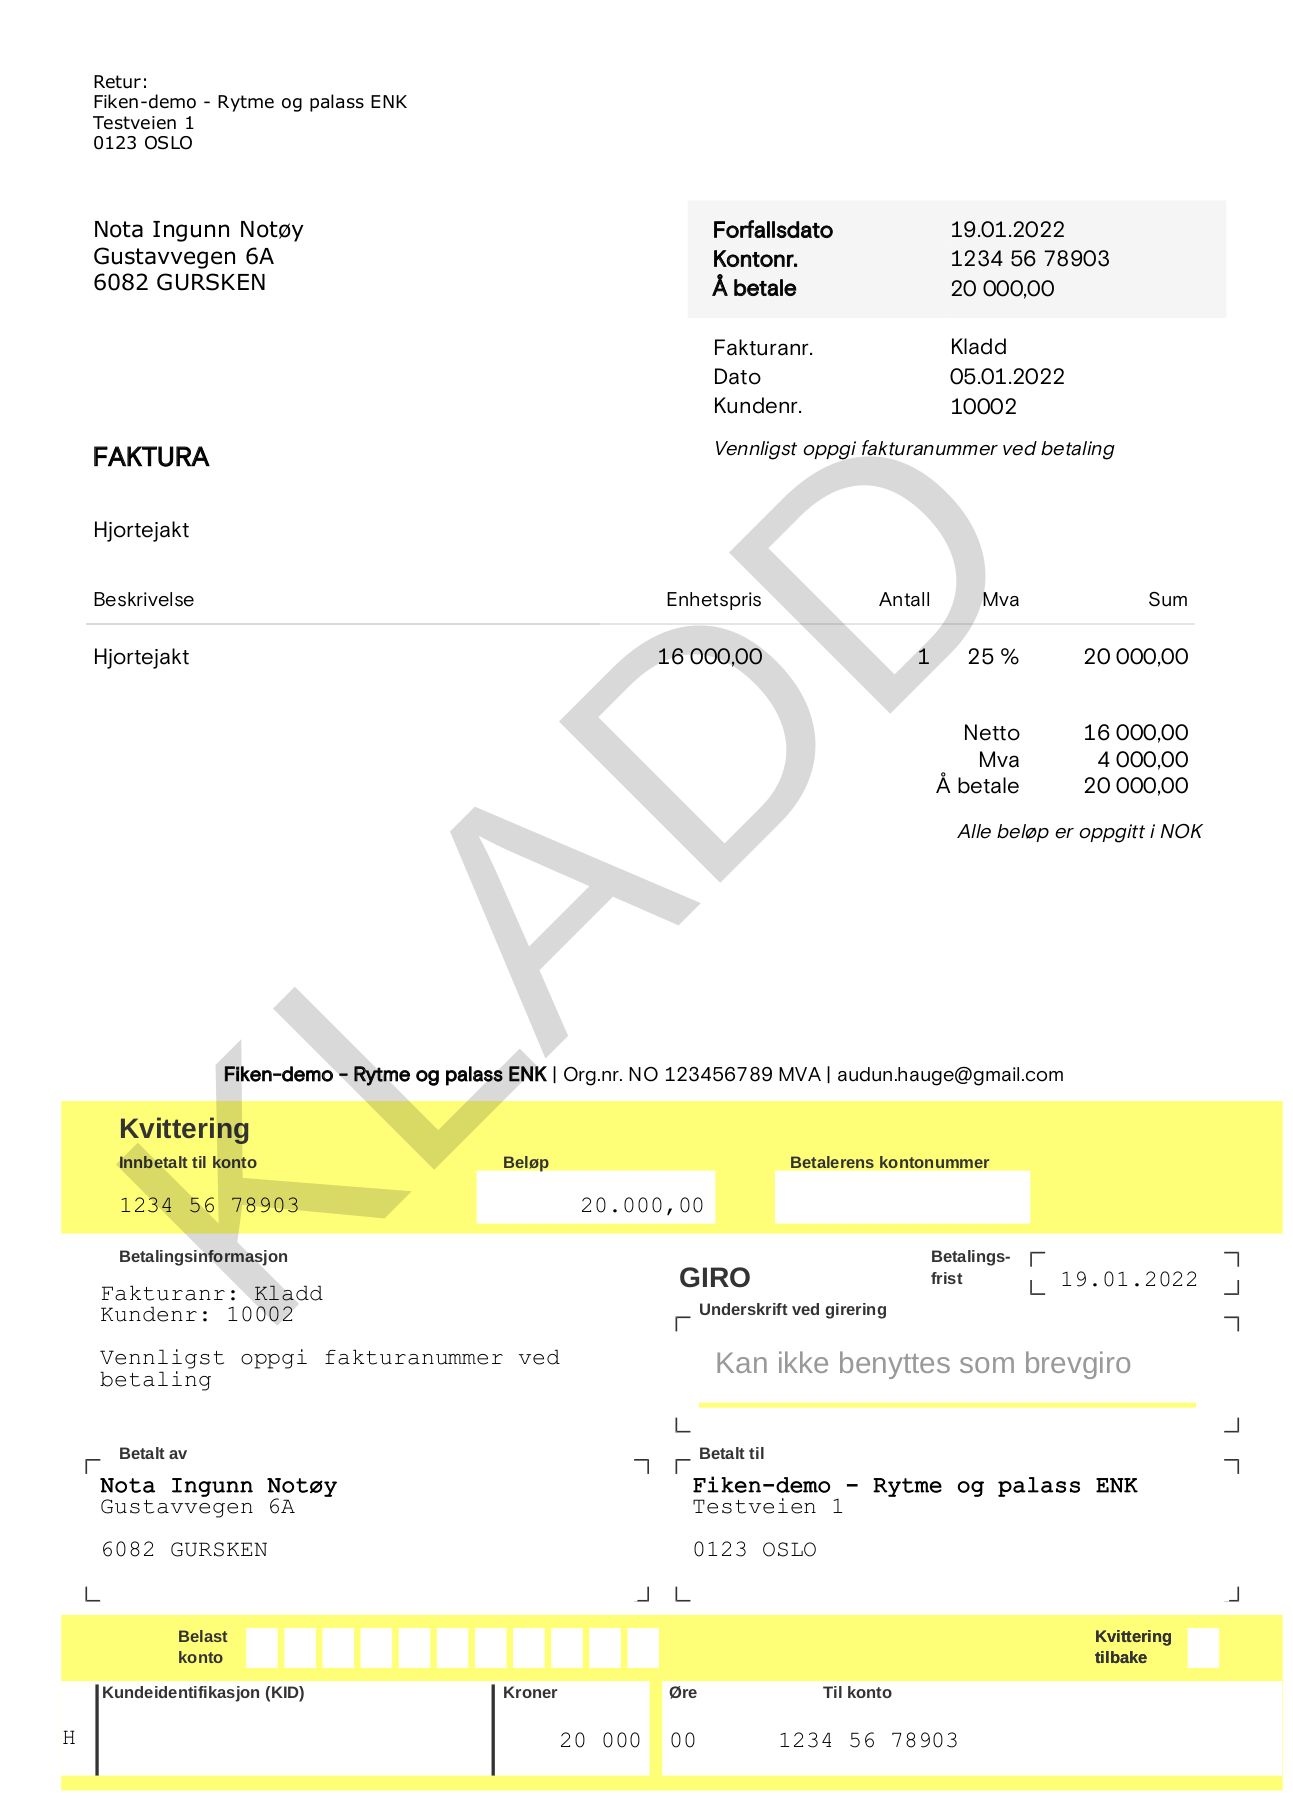 Retur:
Fiken-demo - Rytme og palass ENK
Testveien 1
0123 OSLO
Nota Ingunn Notøy
Gustavvegen 6A
6082 GURSKEN
Forfallsdato 19.01.2022
Kontonr. 1234 56 78903
Å betale 20 000,00
Fakturanr. Kladd
Dato 05.01.2022
Kundenr. 10002
Vennligst oppgi fakturanummer ved betaling
FAKTURA
Hjortejakt
Beskrivelse Enhetspris Antall Mva Sum
Hjortejakt 16 000,00 1 25 % 20 000,00
Netto 16 000,00
Mva 4 000,00
Å betale 20 000,00
Alle beløp er oppgitt i NOK
KLADD
Fiken-demo - Rytme og palass ENK | Org.nr. NO 123456789 MVA | audun.hauge@gmail.com
Kvittering
Innbetalt til konto Beløp Betalerens kontonummer
1234 56 78903 20.000,00
Betalingsinformasjon
Fakturanr: Kladd
Kundenr: 10002
Vennligst oppgi fakturanummer ved
betaling
GIRO
Betalings-
frist
19.01.2022
Underskrift ved girering
Kan ikke benyttes som brevgiro
Betalt av
Nota Ingunn Notøy
Gustavvegen 6A
6082 GURSKEN
Betalt til
Fiken-demo - Rytme og palass ENK
Testveien 1
0123 OSLO
Belast
konto
Kvittering
tilbake
Kundeidentifikasjon (KID) Kroner Øre Til konto
H 20 000 00 1234 56 78903